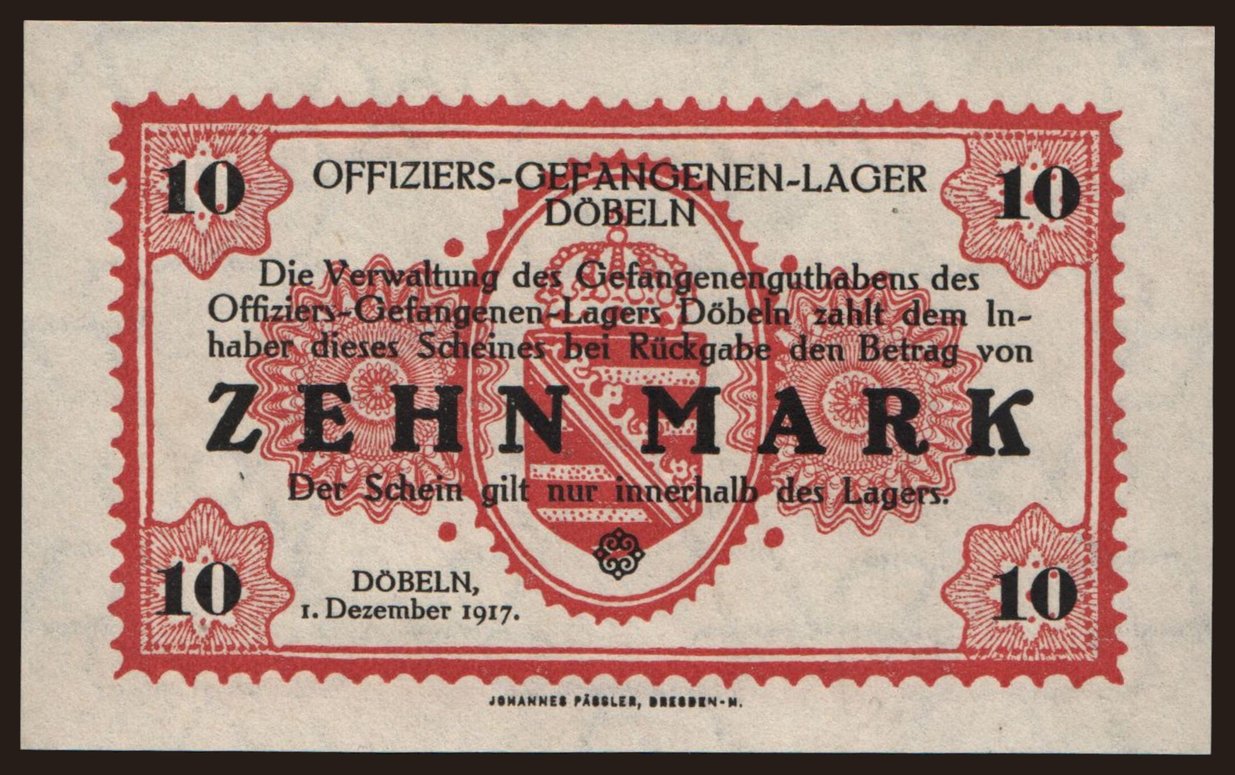 10
10
OFFIZIERS-GEFANGENEN-LAGER
DÖBELN
Die Verwaltung des Gefangenenguthabens des
Offiziers-Gefangenen-Lagers Döbeln zahlt dem In-
haber dieses Scheines bei Rückgabe den Betrag von
ZEHN MARK
Der Schein gilt nur innerhalb des Lagers.
10
10
DÖBELN,
1. Dezember 1917.
JOHANNES PÄSSLER, DRESDEN-N.